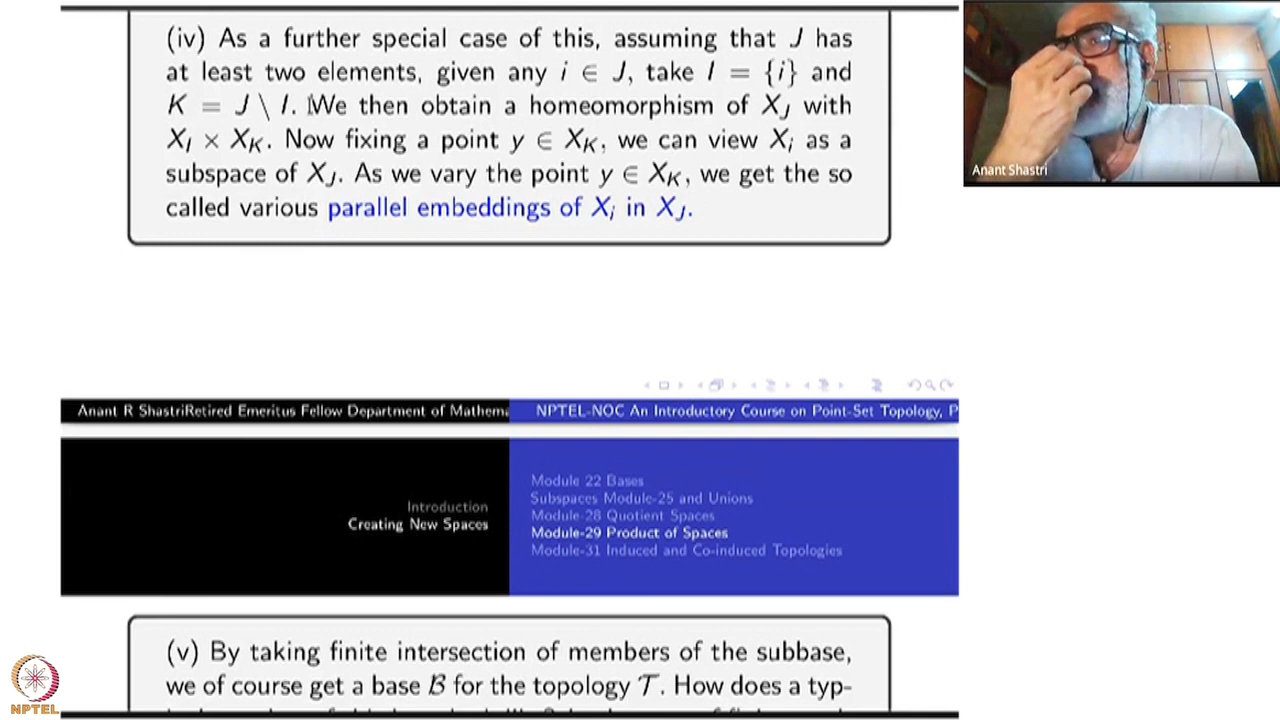 (iv) As a further special case of this, assuming that J has
at least two elements, given any i ∈ J, take I = {i} and
K = J \ I. We then obtain a homeomorphism of X_J with
X_I × X_K. Now fixing a point y ∈ X_K, we can view X_i as a
subspace of X_J. As we vary the point y ∈ X_K, we get the so
called various parallel embeddings of X_i in X_J.
Anant Shastri
Anant R ShastriRetired Emeritus Fellow Department of Mathema
NPTEL-NOC An Introductory Course on Point-Set Topology, P
Introduction
Creating New Spaces
Module 22 Bases
Subspaces Module-25 and Unions
Module-28 Quotient Spaces
Module-29 Product of Spaces
Module-31 Induced and Co-induced Topologies
(v) By taking finite intersection of members of the subbase,
we of course get a base B for the topology T. How does a typ-
NPTEL